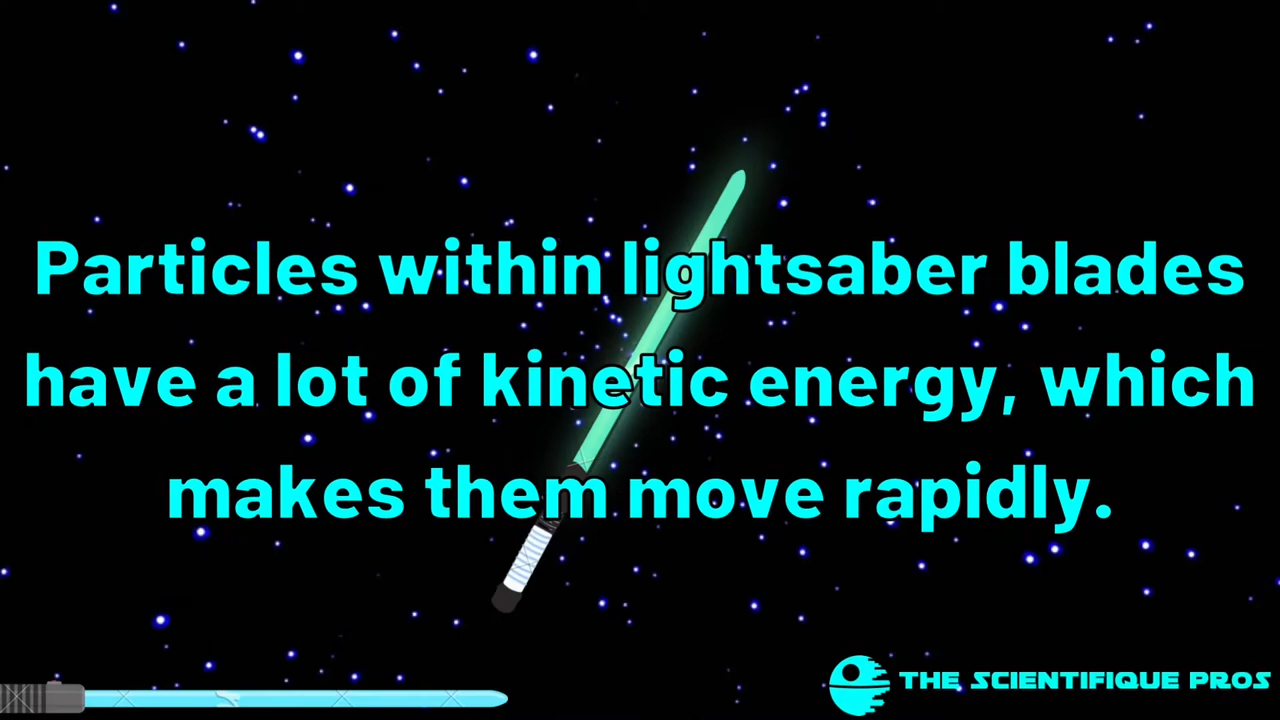 Particles within lightsaber blades
have a lot of kinetic energy, which
makes them move rapidly.
THE SCIENTIFIQUE PROS